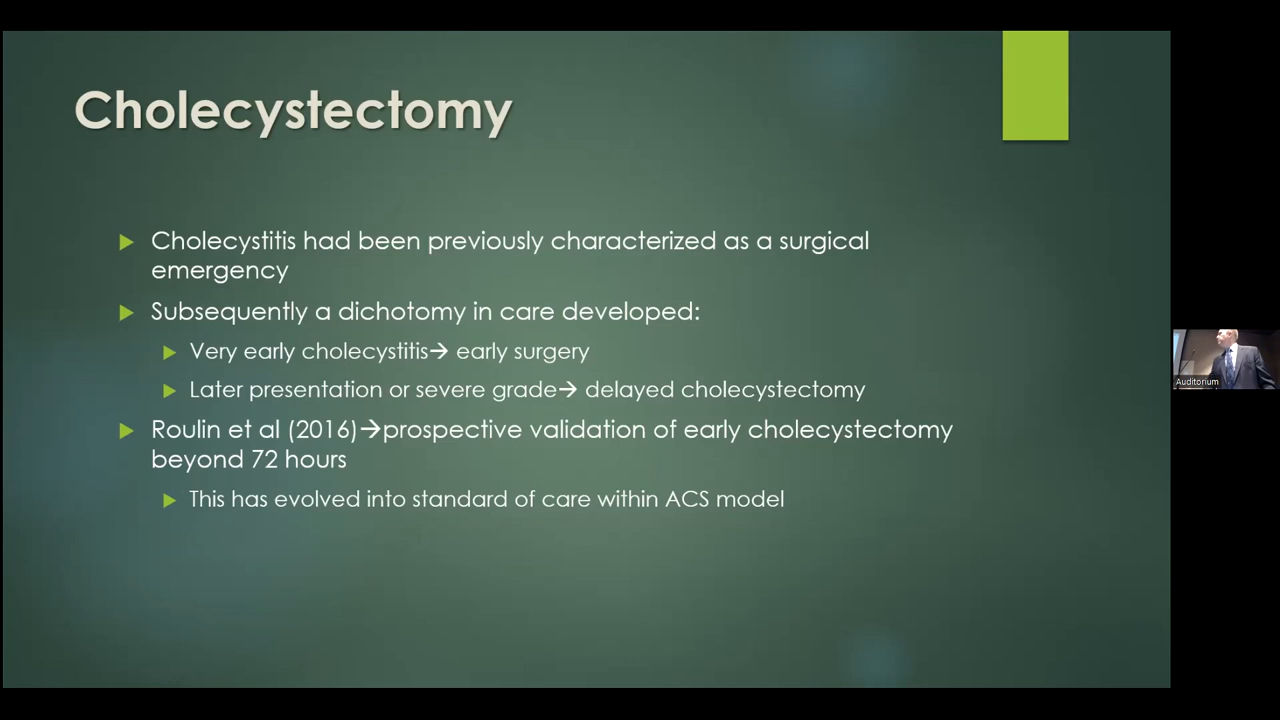 Cholecystectomy
Cholecystitis had been previously characterized as a surgical
emergency
Subsequently a dichotomy in care developed:
Very early cholecystitis→ early surgery
Later presentation or severe grade→ delayed cholecystectomy
Roulin et al (2016)→prospective validation of early cholecystectomy
beyond 72 hours
This has evolved into standard of care within ACS model
Auditorium